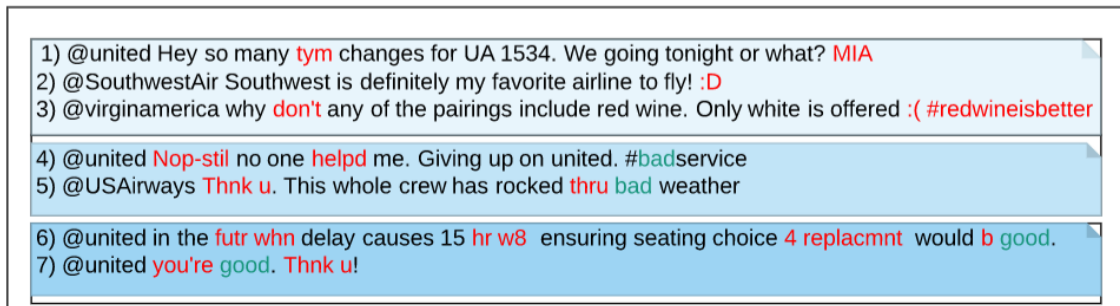 1) @united Hey so many tym changes for UA 1534. We going tonight or what? MIA
2) @SouthwestAir Southwest is definitely my favorite airline to fly! :D
3) @virginamerica why don't any of the pairings include red wine. Only white is offered :( #redwineisbetter
4) @united Nop-stil no one helpd me. Giving up on united. #badservice
5) @USAirways Thnk u. This whole crew has rocked thru bad weather
6) @united in the futr whn delay causes 15 hr w8 ensuring seating choice 4 replacmnt would b good.
7) @united you're good. Thnk u!